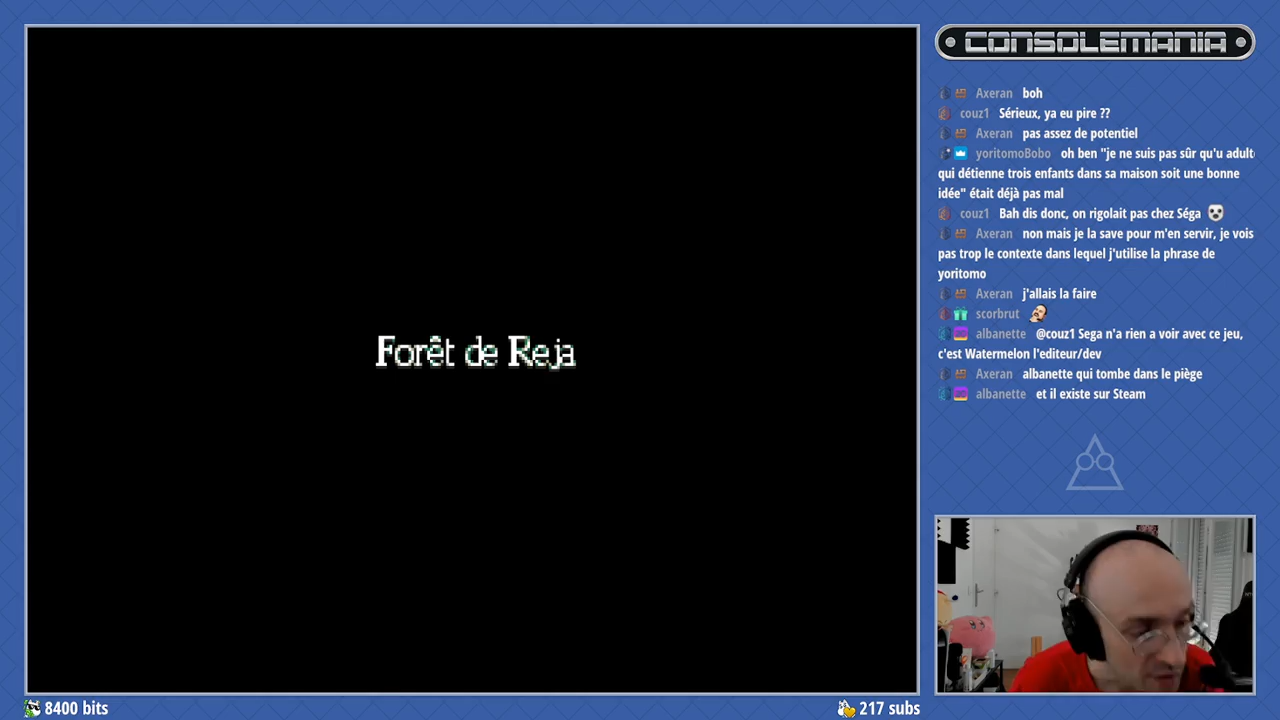 CONSOLEMANIA
Axeran boh
couz1 Sérieux, ya eu pire ??
Axeran pas assez de potentiel
yoritomoBobo oh ben "je ne suis pas sûr qu'u adulte
qui détienne trois enfants dans sa maison soit une bonne
idée" était déjà pas mal
couz1 Bah dis donc, on rigolait pas chez Séga
Axeran non mais je la save pour m'en servir, je vois
pas trop le contexte dans lequel j'utilise la phrase de
yoritomo
Axeran j'allais la faire
scorbrut
albanette @couz1 Sega n'a rien a voir avec ce jeu,
c'est Watermelon l'editeur/dev
Axeran albanette qui tombe dans le piège
albanette et il existe sur Steam
Forêt de Reja
8400 bits
217 subs